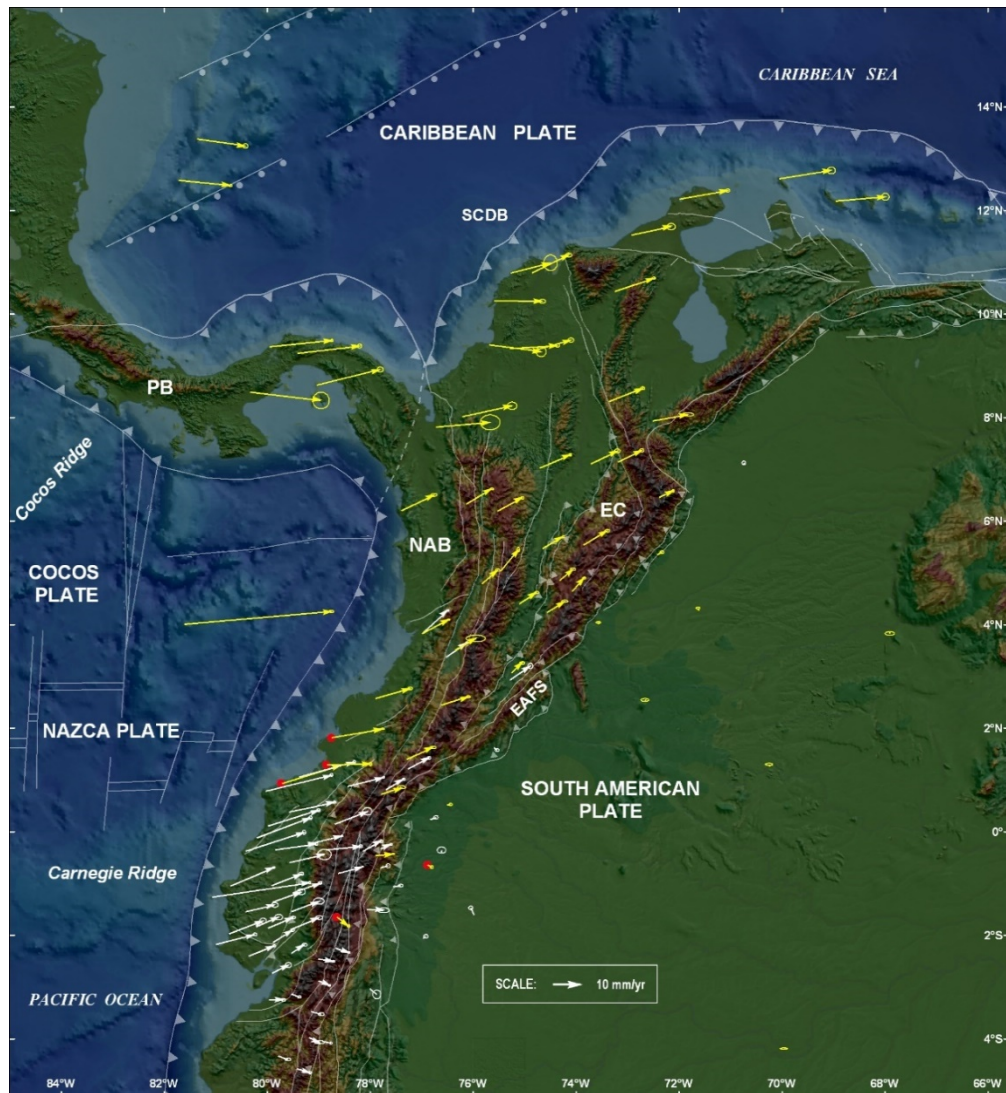 CARIBBEAN SEA
14°N
CARIBBEAN PLATE
SCDB
12°N
10°N
PB
8°N
Cocos Ridge
EC
6°N
NAB
COCOS
PLATE
4°N
EAFS
NAZCA PLATE
2°N
SOUTH AMERICAN
PLATE
0°
Carnegie Ridge
2°S
SCALE: 10 mm/yr
PACIFIC OCEAN
4°S
84°W 82°W 80°W 78°W 76°W 74°W 72°W 70°W 68°W 66°W